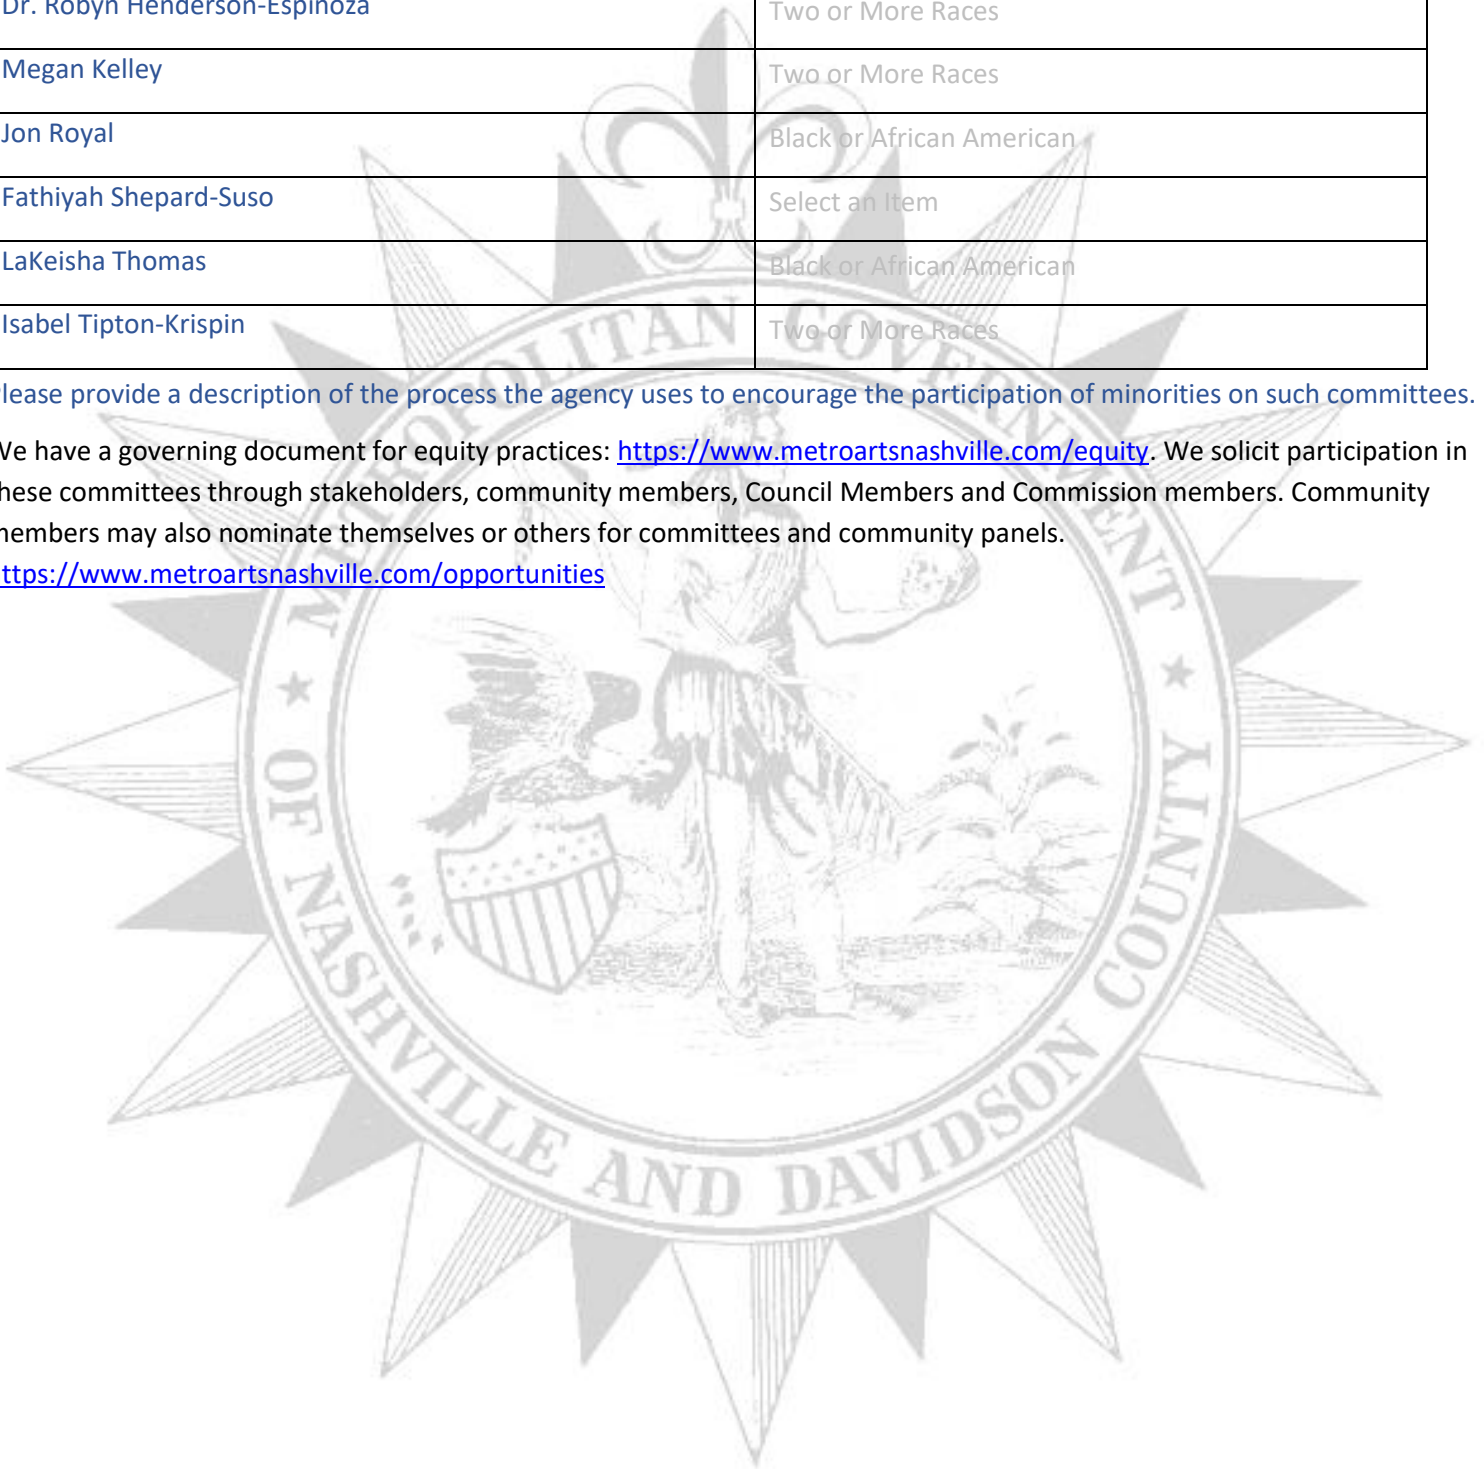 Dr. Robyn Henderson-Espinoza Two or More Races
Megan Kelley Two or More Races
Jon Royal Black or African American
Fathiyah Shepard-Suso Select an Item
LaKeisha Thomas Black or African American
Isabel Tipton-Krispin Two or More Races
lease provide a description of the process the agency uses to encourage the participation of minorities on such committees.
We have a governing document for equity practices: https://www.metroartsnashville.com/equity. We solicit participation in
hese committees through stakeholders, community members, Council Members and Commission members. Community
members may also nominate themselves or others for committees and community panels.
ttps://www.metroartsnashville.com/opportunities
METROPOLITAN GOVERNMENT
★ OF NASHVILLE AND DAVIDSON COUNTY ★